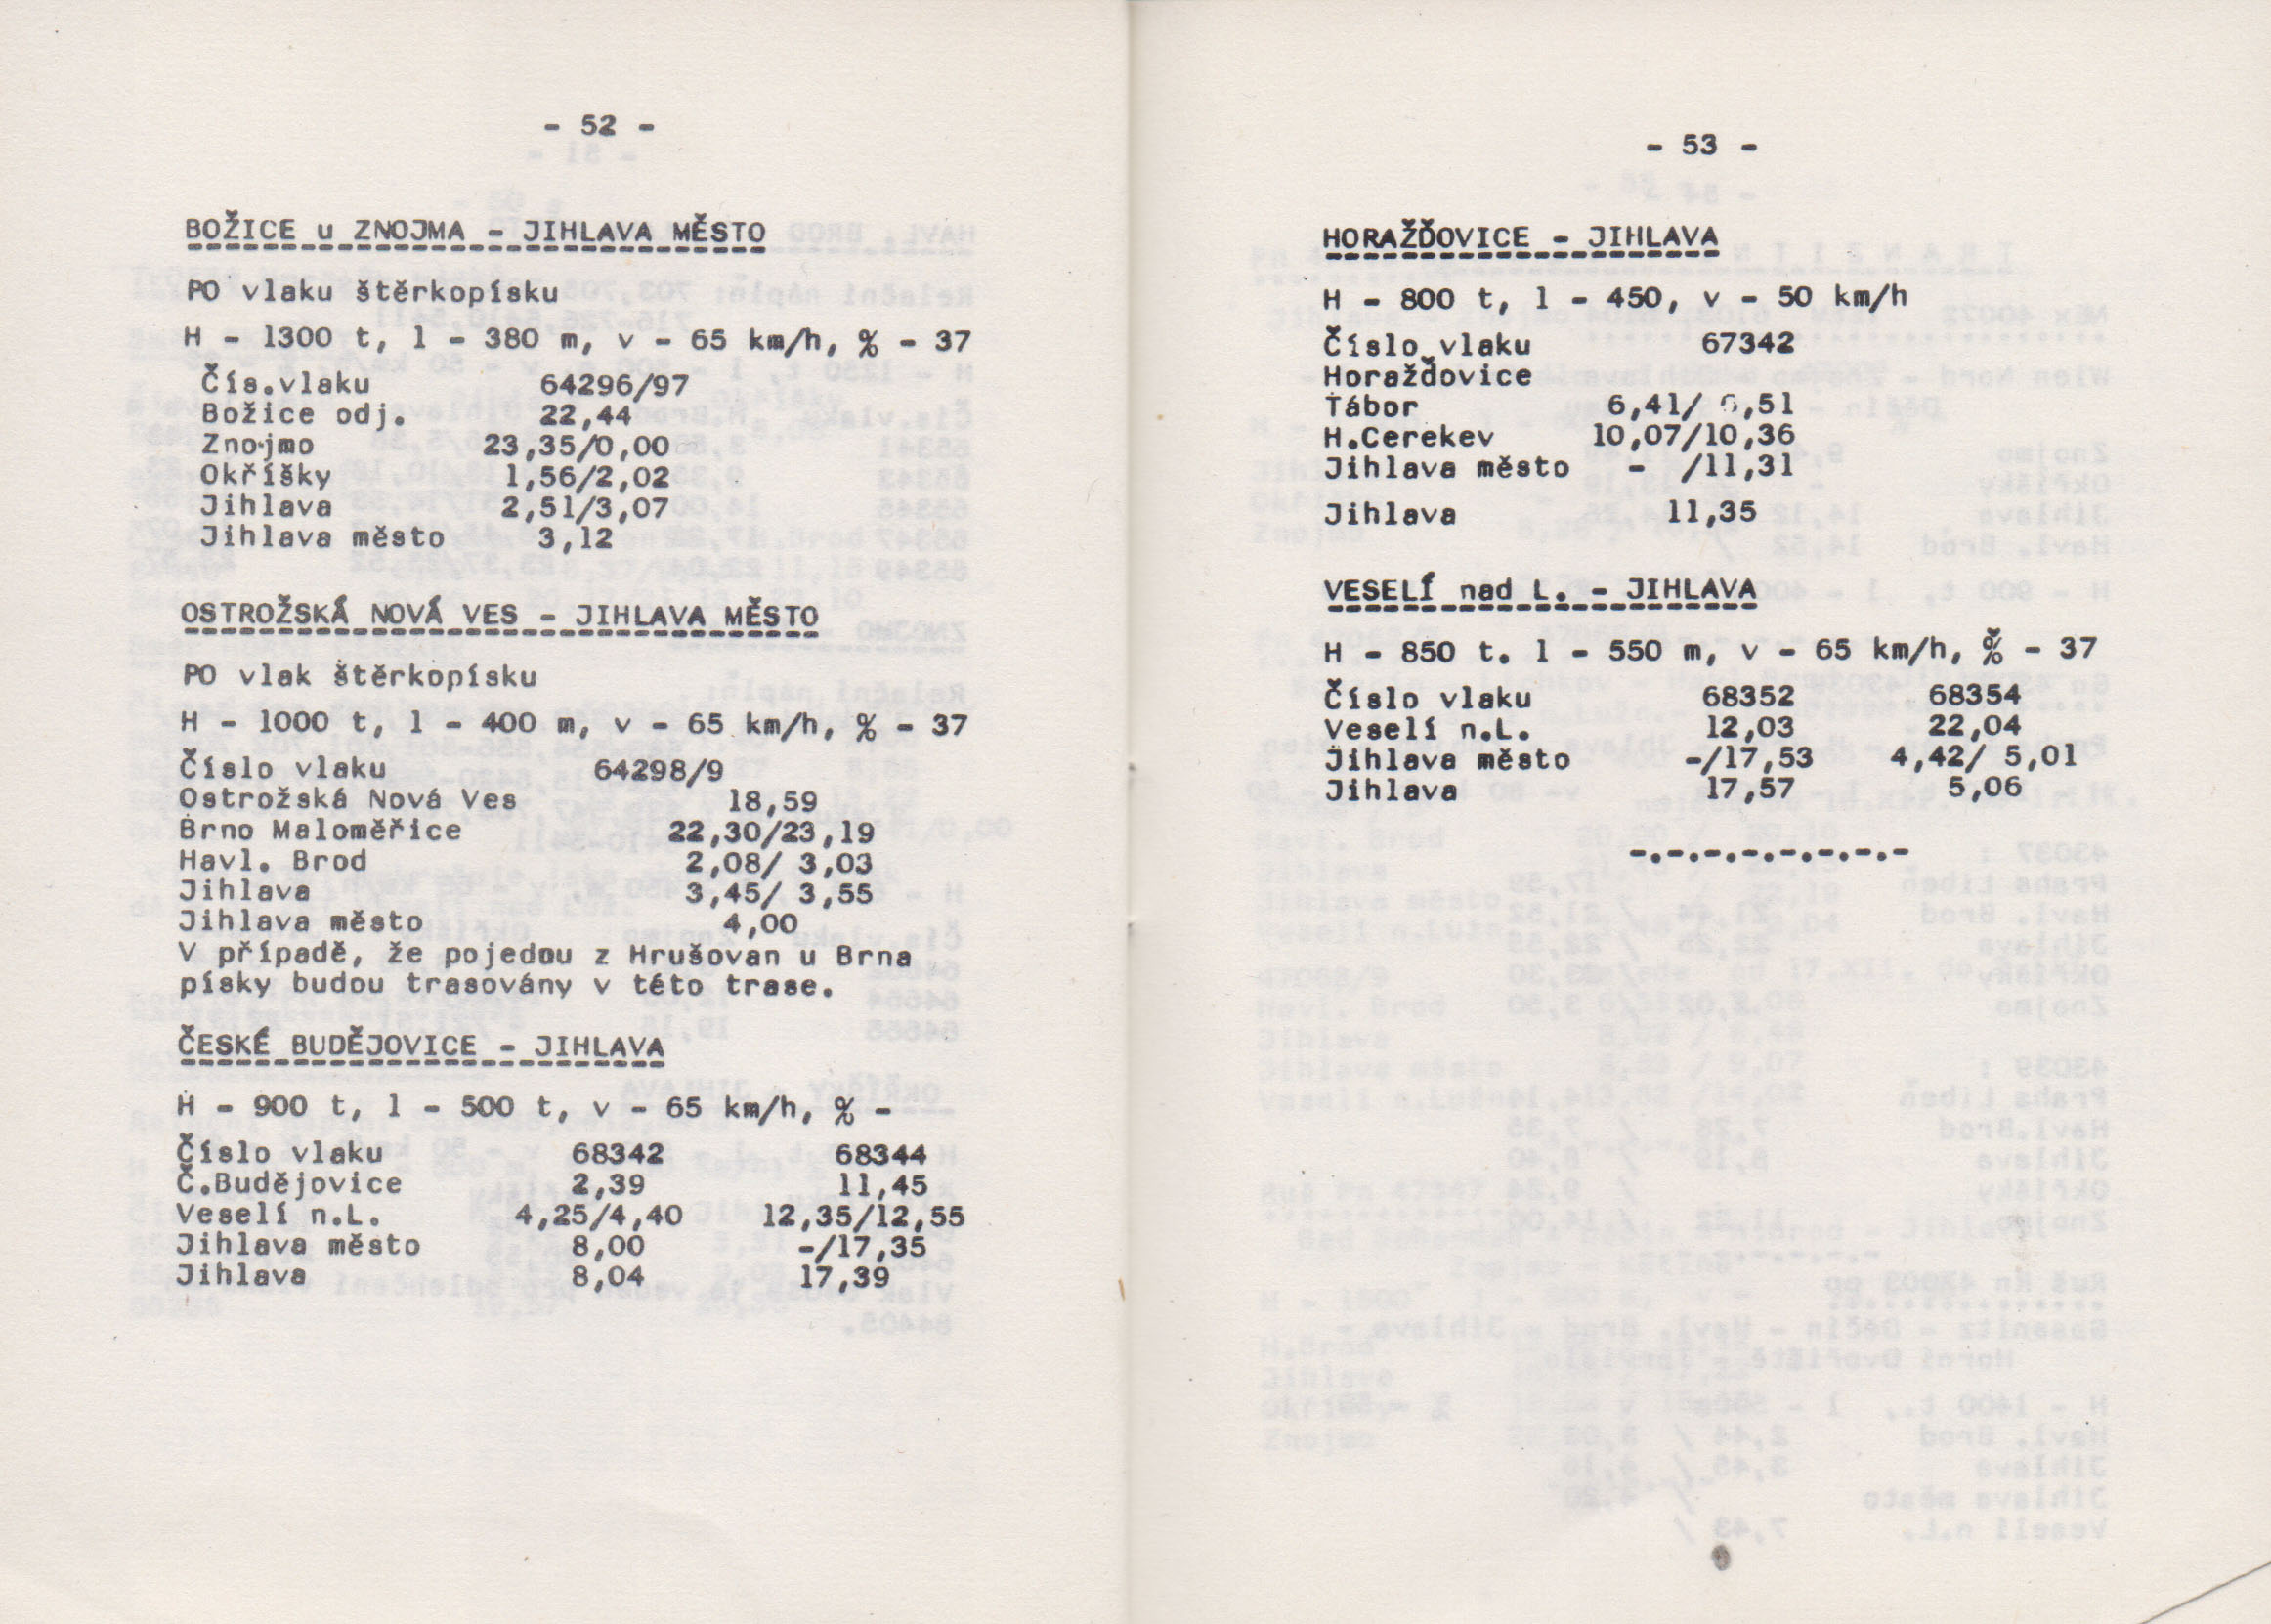 - 52 -
BOŽICE u ZNOJMA - JIHLAVA MĚSTO
PO vlaku štěrkopísku
H - 1300 t, l - 380 m, v - 65 km/h, % - 37
Čís.vlaku 64296/97
Božice odj. 22,44
Znojmo 23,35/0,00
Okříšky 1,56/2,02
Jihlava 2,51/3,07
Jihlava město 3,12
OSTROŽSKÁ NOVÁ VES - JIHLAVA MĚSTO
PO vlak štěrkopísku
H - 1000 t, l - 400 m, v - 65 km/h, % - 37
Číslo vlaku 64298/9
Ostrožská Nová Ves 18,59
Brno Maloměřice 22,30/23,19
Havl. Brod 2,08/ 3,03
Jihlava 3,45/ 3,55
Jihlava město 4,00
V případě, že pojedou z Hrušovan u Brna
písky budou trasovány v této trase.
ČESKÉ BUDĚJOVICE - JIHLAVA
H - 900 t, l - 500 t, v - 65 km/h, % -
Číslo vlaku 68342 68344
Č.Budějovice 2,39 11,45
Veselí n.L. 4,25/4,40 12,35/12,55
Jihlava město 8,00 -/17,35
Jihlava 8,04 17,39
- 53 -
HORAŽĎOVICE - JIHLAVA
H - 800 t, l - 450, v - 50 km/h
Číslo vlaku 67342
Horažďovice
Tábor 6,41/ 6,51
H.Cerekev 10,07/10,36
Jihlava město - /11,31
Jihlava 11,35
VESELÍ nad L. - JIHLAVA
H - 850 t. l - 550 m, v - 65 km/h, % - 37
Číslo vlaku 68352 68354
Veselí n.L. 12,03 22,04
Jihlava město -/17,53 4,42/ 5,01
Jihlava 17,57 5,06
-.-.-.-.-.-.-.-